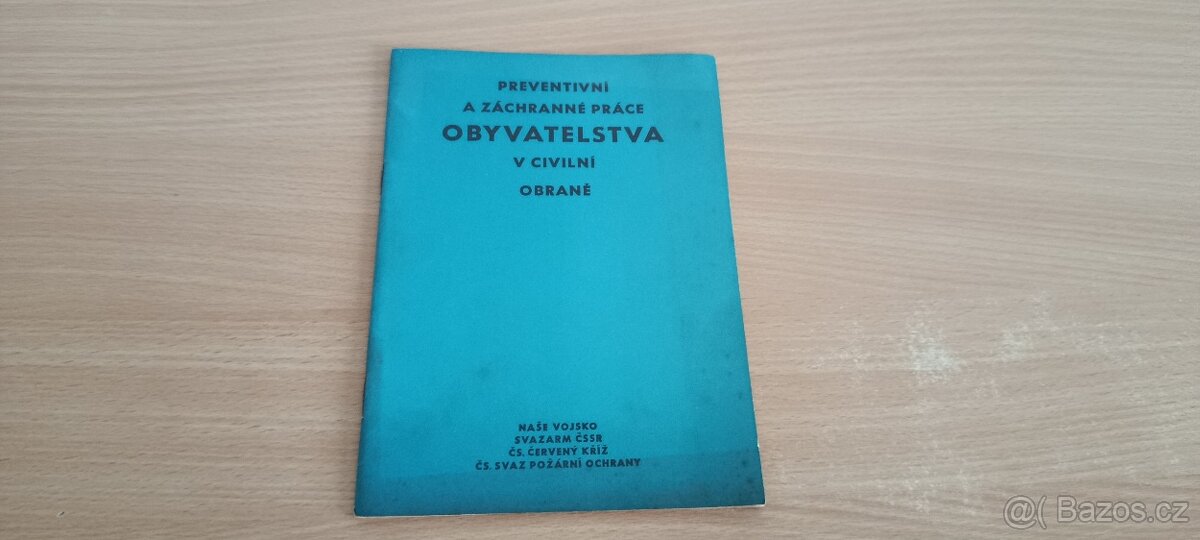 PREVENTIVNÍ
A ZÁCHRANNÉ PRÁCE
OBYVATELSTVA
V CIVILNÍ
OBRANĚ
NAŠE VOJSKO
SVAZARM ČSSR
ČS. ČERVENÝ KŘÍŽ
ČS. SVAZ POŽÁRNÍ OCHRANY
@( Bazos.cz